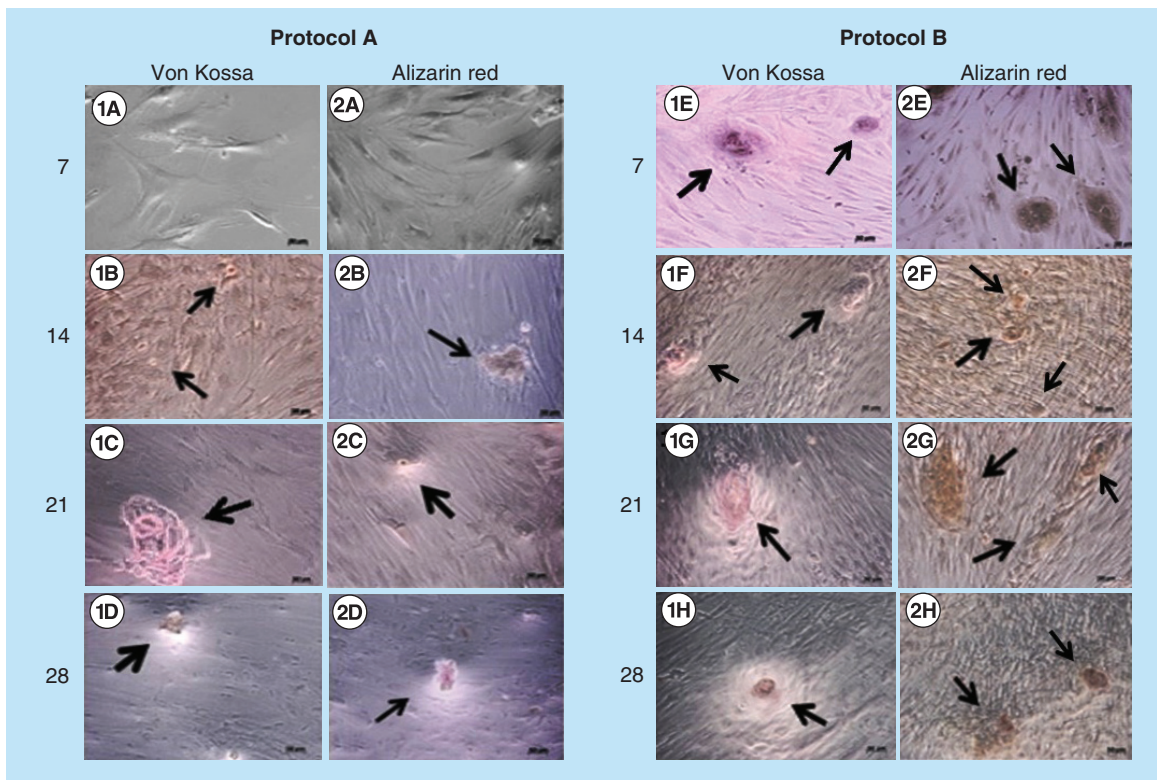 Protocol A
Protocol B
Von Kossa
Alizarin red
Von Kossa
Alizarin red
7
1A
2A
7
1E
2E
14
1B
2B
14
1F
2F
21
1C
2C
21
1G
2G
28
1D
2D
28
1H
2H